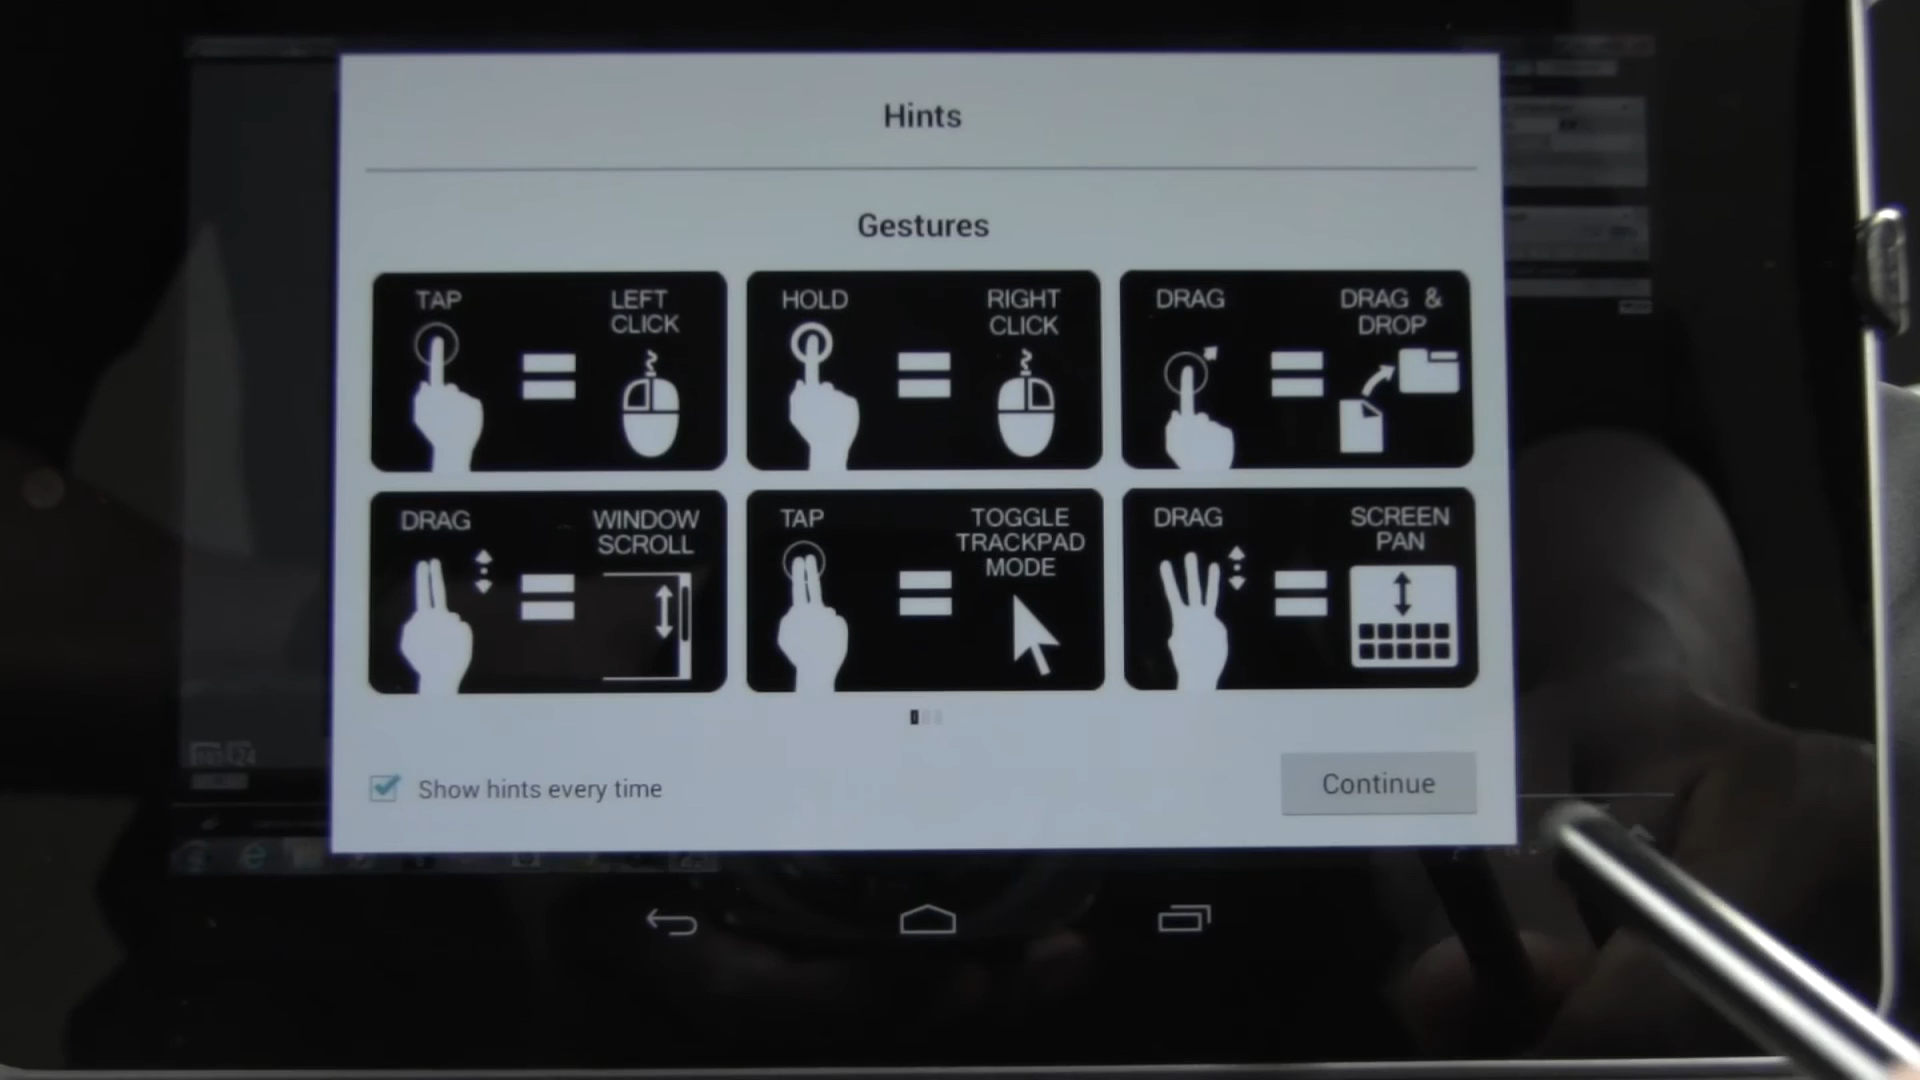 Hints
Gestures
TAP
LEFT
CLICK
HOLD
RIGHT
CLICK
DRAG
DRAG &
DROP
DRAG
WINDOW
SCROLL
TAP
TOGGLE
TRACKPAD
MODE
DRAG
SCREEN
PAN
Show hints every time
Continue